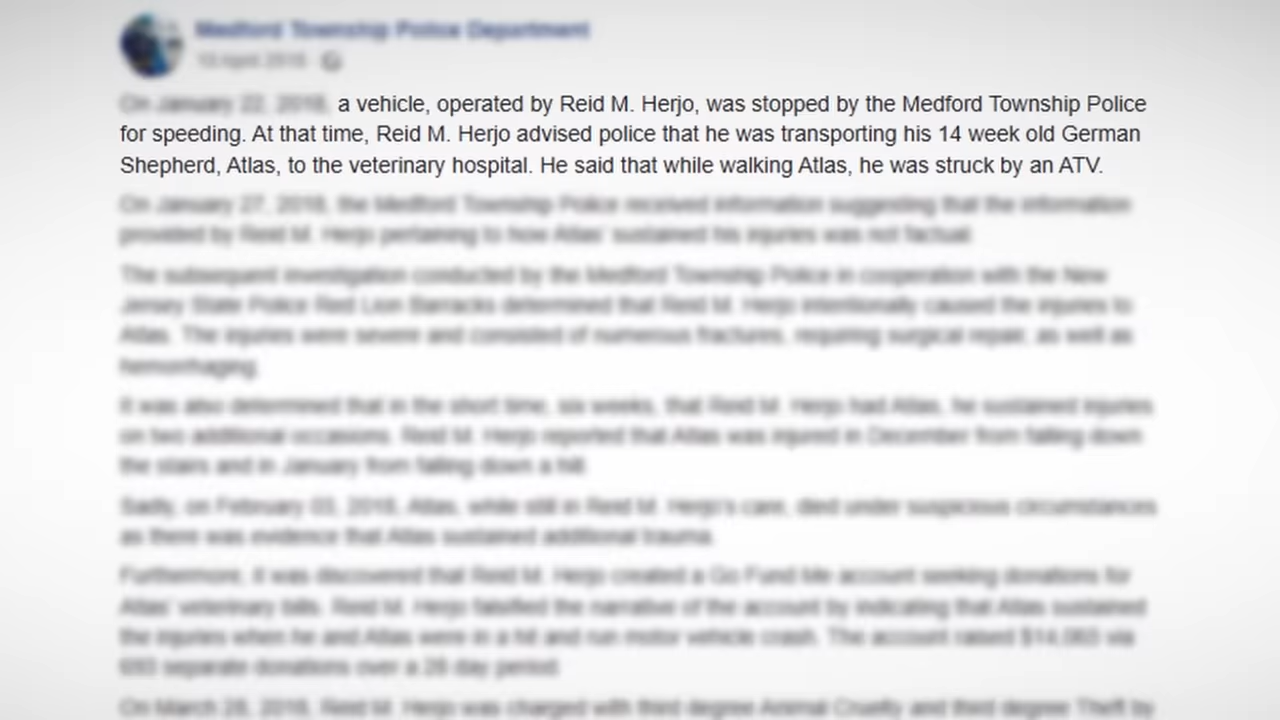 Medford Township Police Department
On January 22, 2018, a vehicle, operated by Reid M. Herjo, was stopped by the Medford Township Police
for speeding. At that time, Reid M. Herjo advised police that he was transporting his 14 week old German
Shepherd, Atlas, to the veterinary hospital. He said that while walking Atlas, he was struck by an ATV.
On January 27, 2018, the Medford Township Police received information suggesting that the information
provided by Reid M. Herjo pertaining to how Atlas' sustained his injuries was not factual.
The subsequent investigation conducted by the Medford Township Police in cooperation with the New
Jersey State Police Red Lion Barracks determined that Reid M. Herjo intentionally caused the injuries to
Atlas. The injuries were severe and consisted of numerous fractures, requiring surgical repair, as well as
hemorrhaging.
It was also determined that in the short time, six weeks, that Reid M. Herjo had Atlas, he sustained injuries
on two additional occasions. Reid M. Herjo reported that Atlas was injured in December from falling down
the stairs and in January from falling down a hill.
Sadly, on February 03, 2018, Atlas, while still in Reid M. Herjo's care, died under suspicious circumstances
as there was evidence that Atlas sustained additional trauma.
Furthermore, it was discovered that Reid M. Herjo created a Go Fund Me account seeking donations for
Atlas' veterinary bills. Reid M. Herjo falsified the narrative of the account by indicating that Atlas sustained
the injuries when he and Atlas were in a hit and run motor vehicle crash. The account raised via
separate donations over a day period.
On March 28, 2018, Reid M. Herjo was charged with third degree Animal Cruelty and third degree Theft by